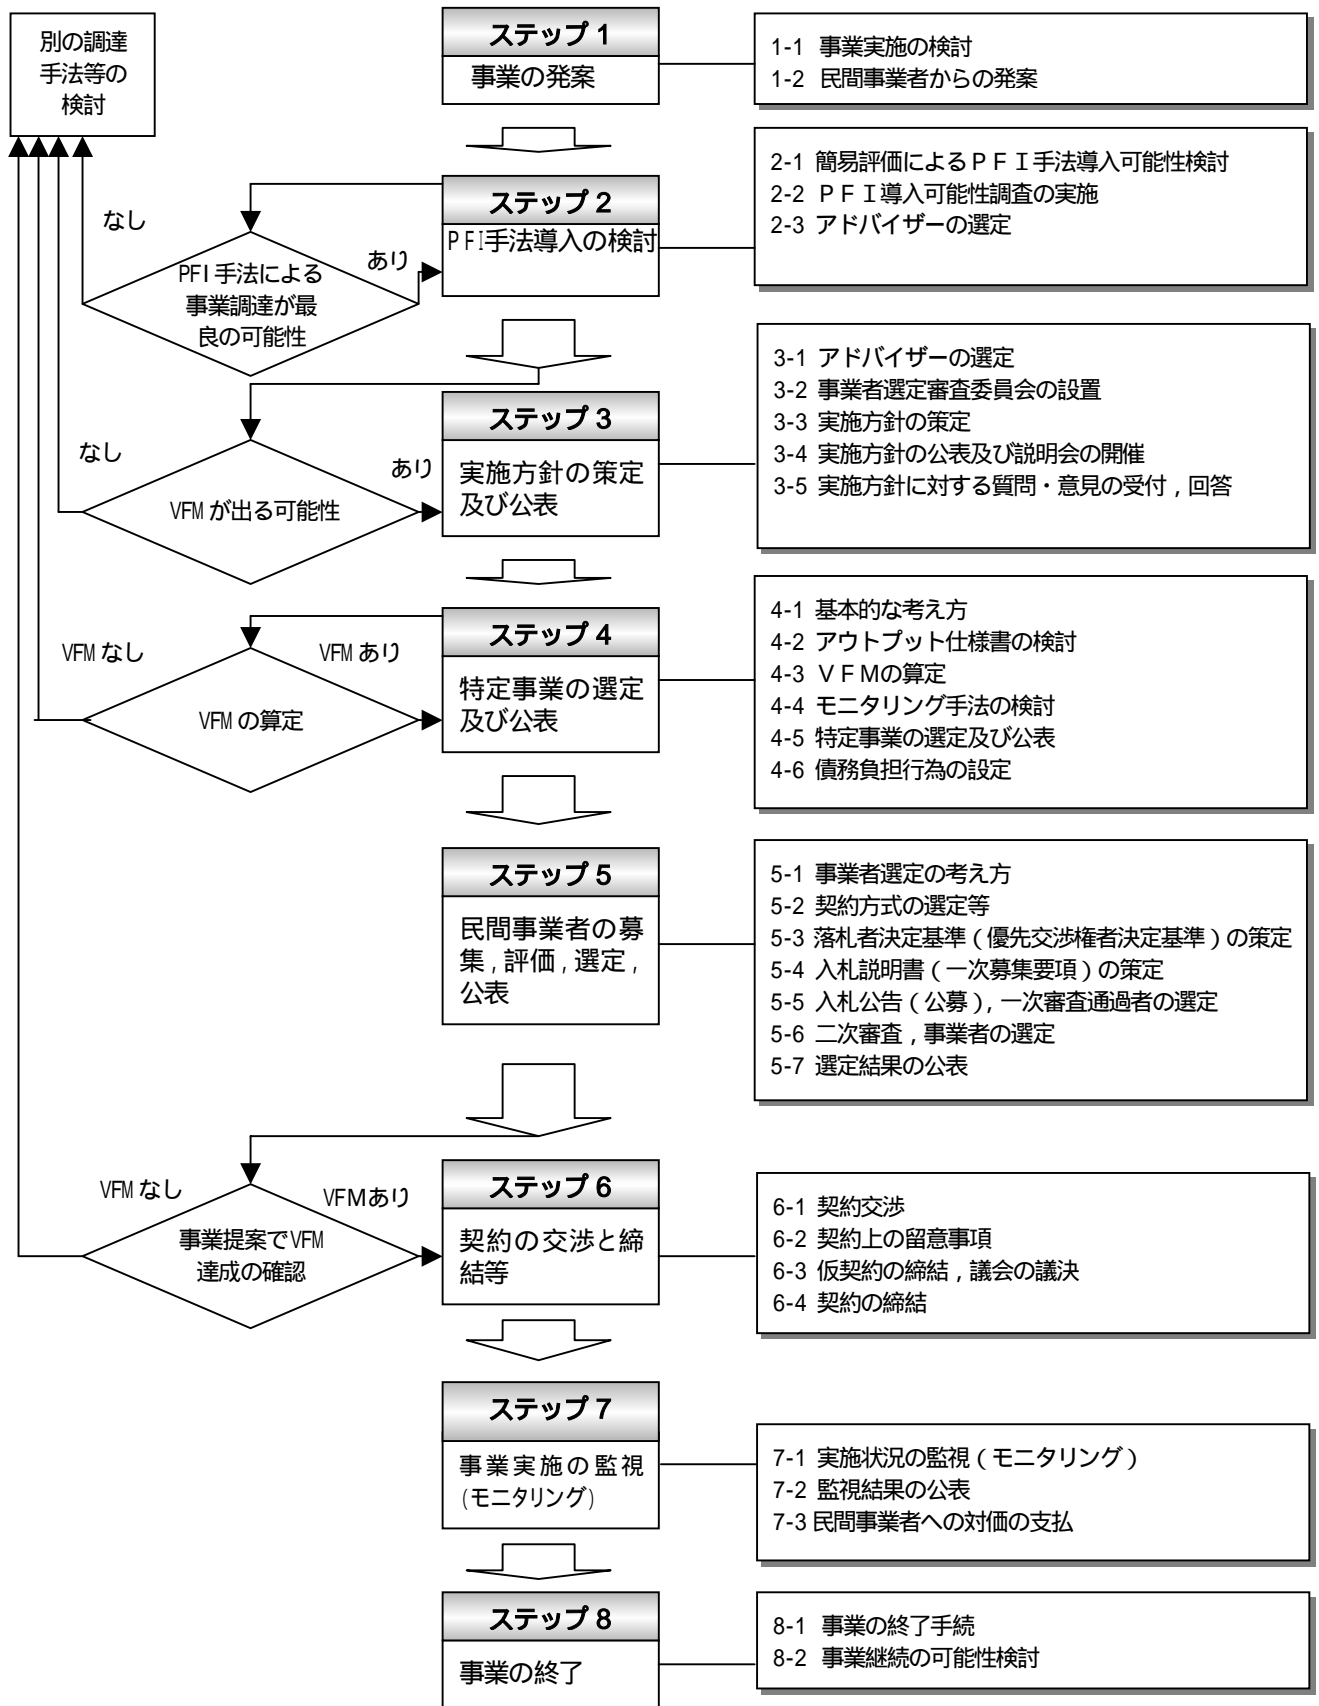 別の調達
手法等の
検討
ステップ 1
事業の発案
1-1 事業実施の検討
1-2 民間事業者からの発案
ステップ 2
PFI手法導入の検討
2-1 簡易評価によるＰＦＩ手法導入可能性検討
2-2 ＰＦＩ導入可能性調査の実施
2-3 アドバイザーの選定
なし
あり
PFI 手法による
事業調達が最
良の可能性
ステップ 3
実施方針の策定
及び公表
3-1 アドバイザーの選定
3-2 事業者選定審査委員会の設置
3-3 実施方針の策定
3-4 実施方針の公表及び説明会の開催
3-5 実施方針に対する質問・意見の受付，回答
なし
あり
VFM が出る可能性
ステップ 4
特定事業の選定
及び公表
4-1 基本的な考え方
4-2 アウトプット仕様書の検討
4-3 ＶＦＭの算定
4-4 モニタリング手法の検討
4-5 特定事業の選定及び公表
4-6 債務負担行為の設定
VFM なし
VFM あり
VFM の算定
ステップ 5
民間事業者の募
集，評価，選定，
公表
5-1 事業者選定の考え方
5-2 契約方式の選定等
5-3 落札者決定基準（優先交渉権者決定基準）の策定
5-4 入札説明書（一次募集要項）の策定
5-5 入札公告（公募），一次審査通過者の選定
5-6 二次審査，事業者の選定
5-7 選定結果の公表
ステップ 6
契約の交渉と締
結等
6-1 契約交渉
6-2 契約上の留意事項
6-3 仮契約の締結，議会の議決
6-4 契約の締結
VFM なし
VFMあり
事業提案でVFM
達成の確認
ステップ 7
事業実施の監視
(モニタリング)
7-1 実施状況の監視（モニタリング）
7-2 監視結果の公表
7-3 民間事業者への対価の支払
ステップ 8
事業の終了
8-1 事業の終了手続
8-2 事業継続の可能性検討